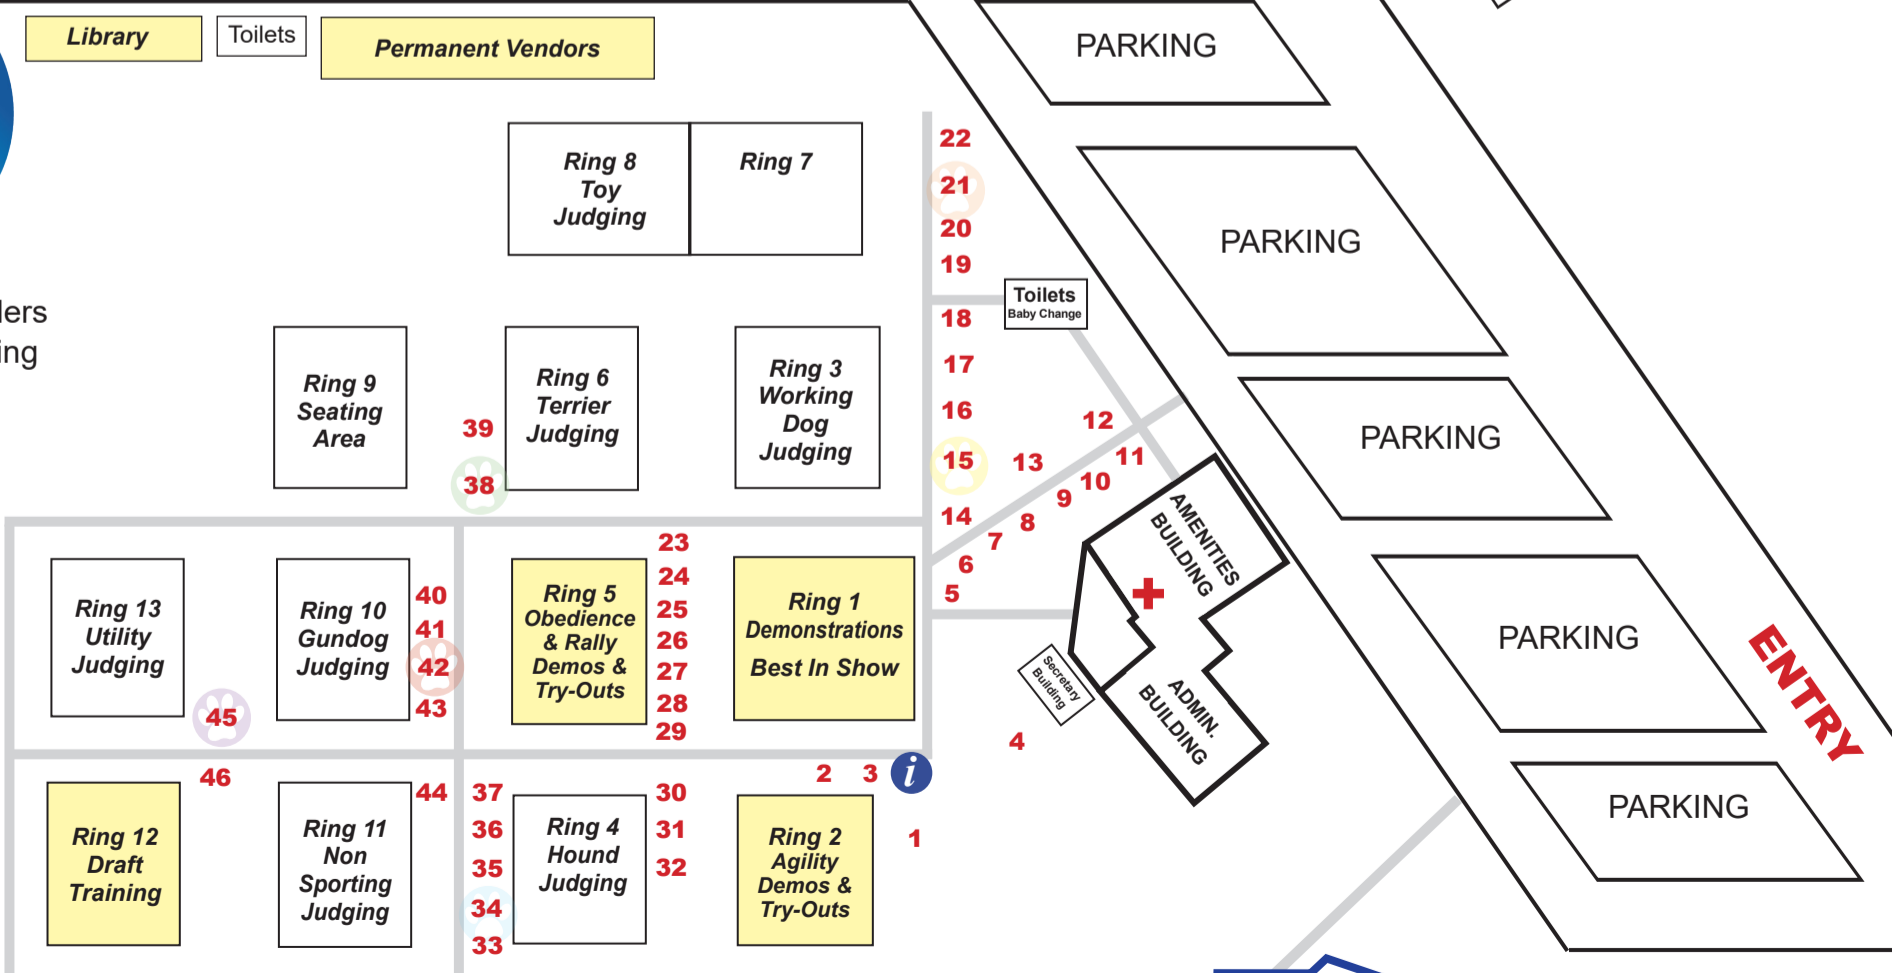 Library
Toilets
Permanent Vendors
PARKING
Ring 8
Toy
Judging
Ring 7
22
21
20
19
PARKING
Toilets
Baby Change
18
17
16
15
14
Ring 9
Seating
Area
39
38
Ring 6
Terrier
Judging
Ring 3
Working
Dog
Judging
12
13
11
10
9
8
7
6
5
PARKING
AMENITIES
BUILDING
Ring 13
Utility
Judging
Ring 10
Gundog
Judging
40
41
42
43
45
Ring 5
Obedience
& Rally
Demos &
Try-Outs
23
24
25
26
27
28
29
Ring 1
Demonstrations
Best In Show
Secretary
Building
ADMIN.
BUILDING
4
PARKING
ENTRY
46
Ring 12
Draft
Training
Ring 11
Non
Sporting
Judging
44
37
36
35
34
33
Ring 4
Hound
Judging
30
31
32
2
3
i
1
Ring 2
Agility
Demos &
Try-Outs
PARKING